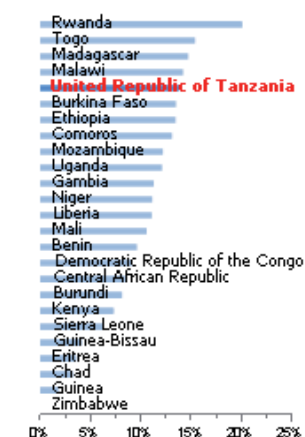 Rwanda
Togo
Madagascar
Malawi
United Republic of Tanzania
Burkina Faso
Ethiopia
Comoros
Mozambique
Uganda
Gambia
Niger
Liberia
Mali
Benin
Democratic Republic of the Congo
Central African Republic
Burundi
Kenya
Sierra Leone
Guinea-Bissau
Eritrea
Chad
Guinea
Zimbabwe
0% 5% 10% 15% 20% 25%